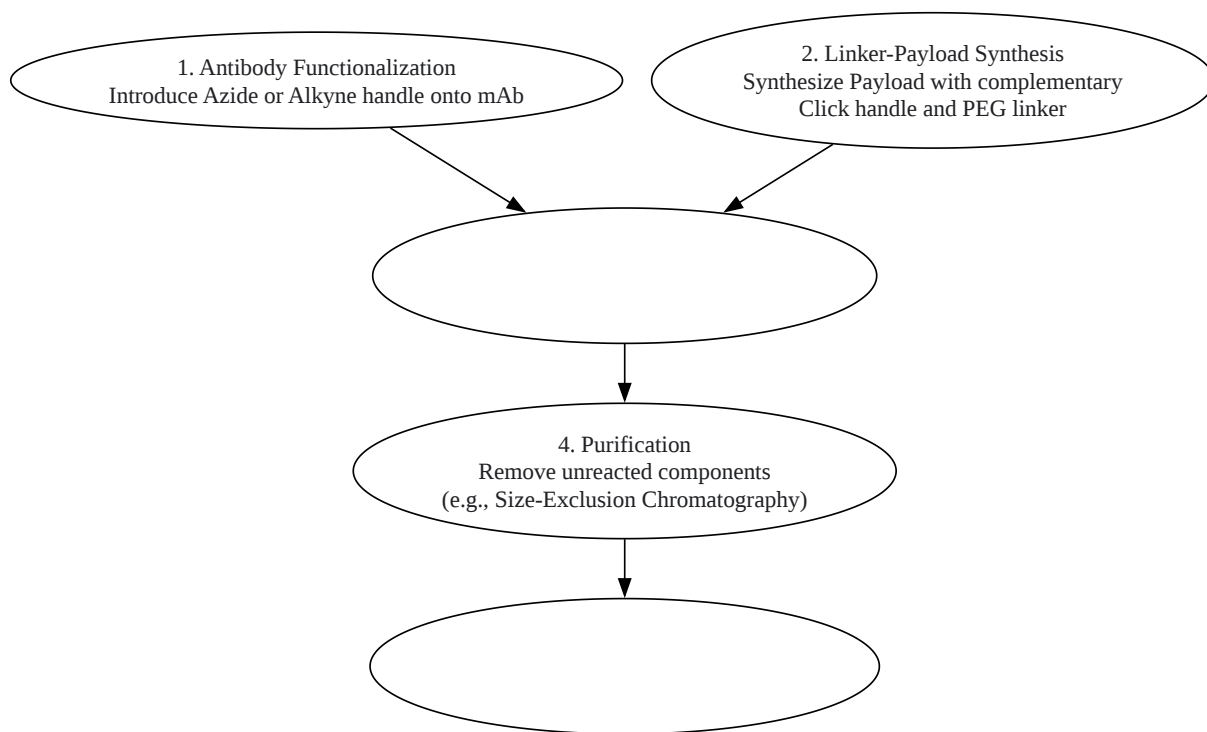 1. Antibody Functionalization
Introduce Azide or Alkyne handle onto mAb
2. Linker-Payload Synthesis
Synthesize Payload with complementary
Click handle and PEG linker
4. Purification
Remove unreacted components
(e.g., Size-Exclusion Chromatography)